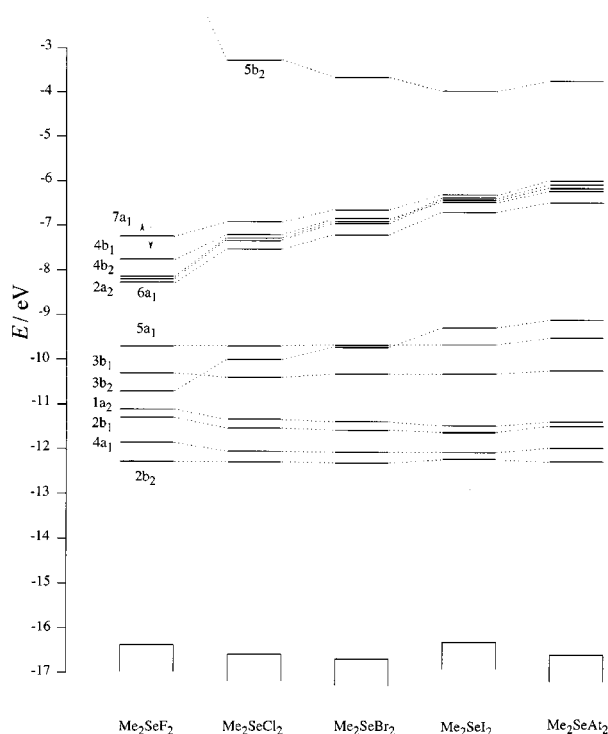 -3
5b₂
-4
E / eV
-6
7a₁
-7
4b₁
4b₂
-8
2a₂
6a₁
-9
5a₁
-10
3b₁
3b₂
1a₂
-11
2b₁
4a₁
-12
2b₂
-13
-14
-15
-16
-17
Me₂SeF₂ Me₂SeCl₂ Me₂SeBr₂ Me₂SeI₂ Me₂SeAt₂